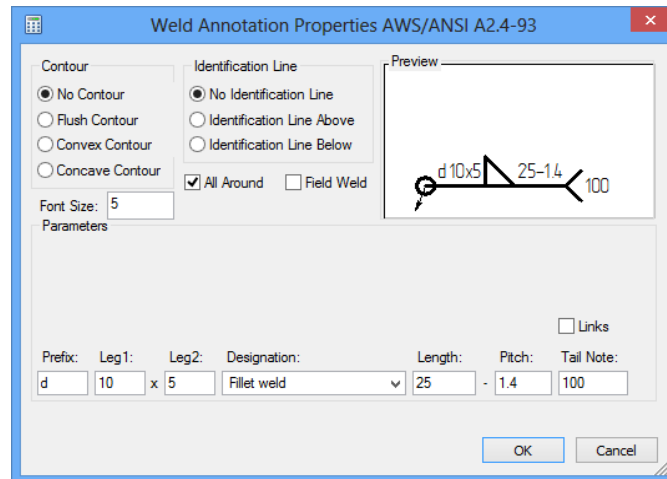 Weld Annotation Properties AWS/ANSI A2.4-93
×
Contour
No Contour
Flush Contour
Convex Contour
Concave Contour
Identification Line
No Identification Line
Identification Line Above
Identification Line Below
All Around Field Weld
Font Size: 5
Preview
d 10x5 25-1.4 100
Parameters
Links
Prefix: Leg1: Leg2: Designation: Length: Pitch: Tail Note:
d 10 x 5 Fillet weld 25 - 1.4 100
OK Cancel